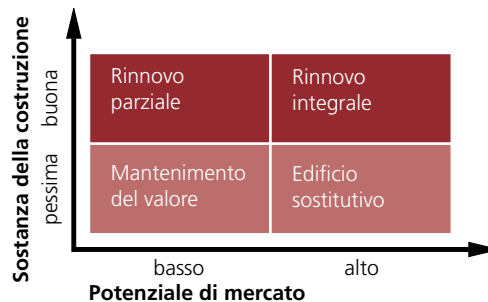 Sostanza della costruzione
buona
pessima
Rinnovo
parziale
Rinnovo
integrale
Mantenimento
del valore
Edificio
sostitutivo
basso
alto
Potenziale di mercato